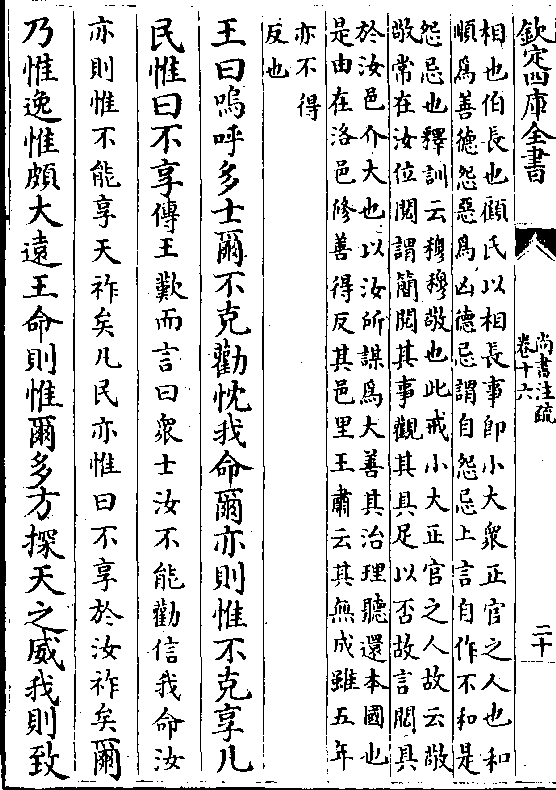 欽定四庫全書
尚書注疏
卷十六
二十
相也伯長也顧氏以相長事即小大衆正官之人也和
順為善德怨惡為凶德忌謂自怨忌上言自作不和是
怨忌也釋訓云穆穆敬也此戒小大正官之人故云敬
敬常在汝位閱謂簡閱其事觀其具足以否故言閱具
於汝邑介大也以汝所謀為大善其治理聽還本國也
是由在洛邑修善得反其邑里王肅云其無成雖五年
亦不得
反也
王曰嗚呼多士爾不克勸忱我命爾亦則惟不克享凡
民惟曰不享傳王歎而言曰衆士汝不能勸信我命汝
亦則惟不能享天祚矣凡民亦惟曰不享於汝祚矣爾
乃惟逸惟頗大遠王命則惟爾多方探天之威我則致